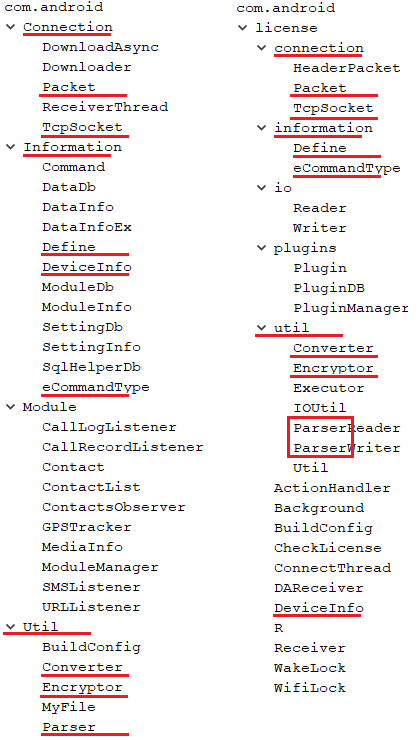 com.android
Connection
DownloadAsync
Downloader
Packet
ReceiverThread
TcpSocket
Information
Command
DataDb
DataInfo
DataInfoEx
Define
DeviceInfo
ModuleDb
ModuleInfo
SettingDb
SettingInfo
SqlHelperDb
eCommandType
Module
CallLogListener
CallRecordListener
Contact
ContactList
ContactsObserver
GPSTracker
MediaInfo
ModuleManager
SMSListener
URLListener
Util
BuildConfig
Converter
Encryptor
MyFile
Parser
com.android
license
connection
HeaderPacket
Packet
TcpSocket
information
Define
eCommandType
io
Reader
Writer
plugins
Plugin
PluginDB
PluginManager
util
Converter
Encryptor
Executor
IOUtil
ParserReader
ParserWriter
Util
ActionHandler
Background
BuildConfig
CheckLicense
ConnectThread
DAReceiver
DeviceInfo
R
Receiver
WakeLock
WifiLock